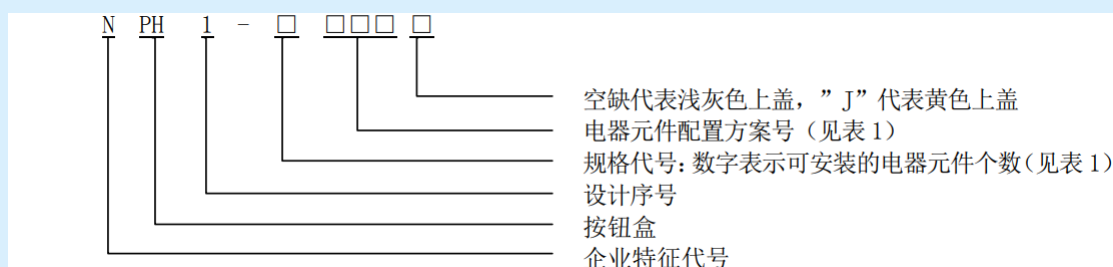 N PH 1 - □ □□□ □
空缺代表浅灰色上盖，”J”代表黄色上盖
电器元件配置方案号（见表1）
规格代号：数字表示可安装的电器元件个数（见表1）
设计序号
按钮盒
企业特征代号